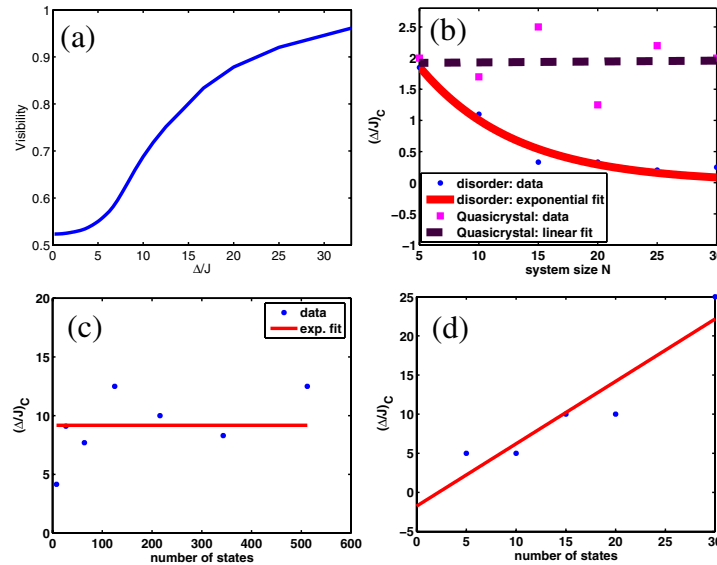 (a)
1
0.9
0.8
0.7
0.6
0.5
Visibility
0 5 10 15 20 25 30
Δ/J
(b)
2.5
2
1.5
1
0.5
0
−0.5
−1
(Δ/J)C
disorder: data
disorder: exponential fit
Quasicrystal: data
Quasicrystal: linear fit
5 10 15 20 25 30
system size N
(c)
20
15
10
5
0
(Δ/J)C
data
exp. fit
0 100 200 300 400 500 600
number of states
(d)
25
20
15
10
5
0
−5
(Δ/J)C
0 5 10 15 20 30
number of states